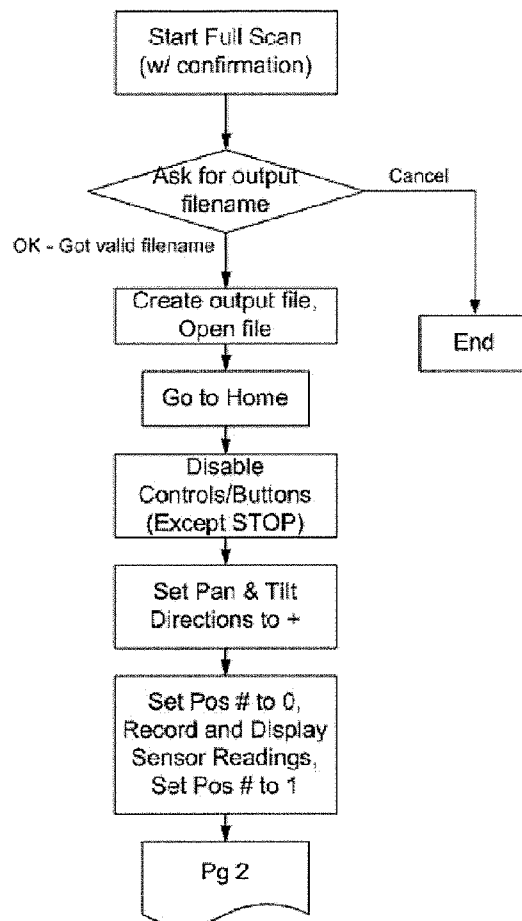 Start Full Scan
(w/ confirmation)
Ask for output
filename
Cancel
OK - Got valid filename
Create output file,
Open file
End
Go to Home
Disable
Controls/Buttons
(Except STOP)
Set Pan & Tilt
Directions to +
Set Pos # to 0,
Record and Display
Sensor Readings,
Set Pos # to 1
Pg 2